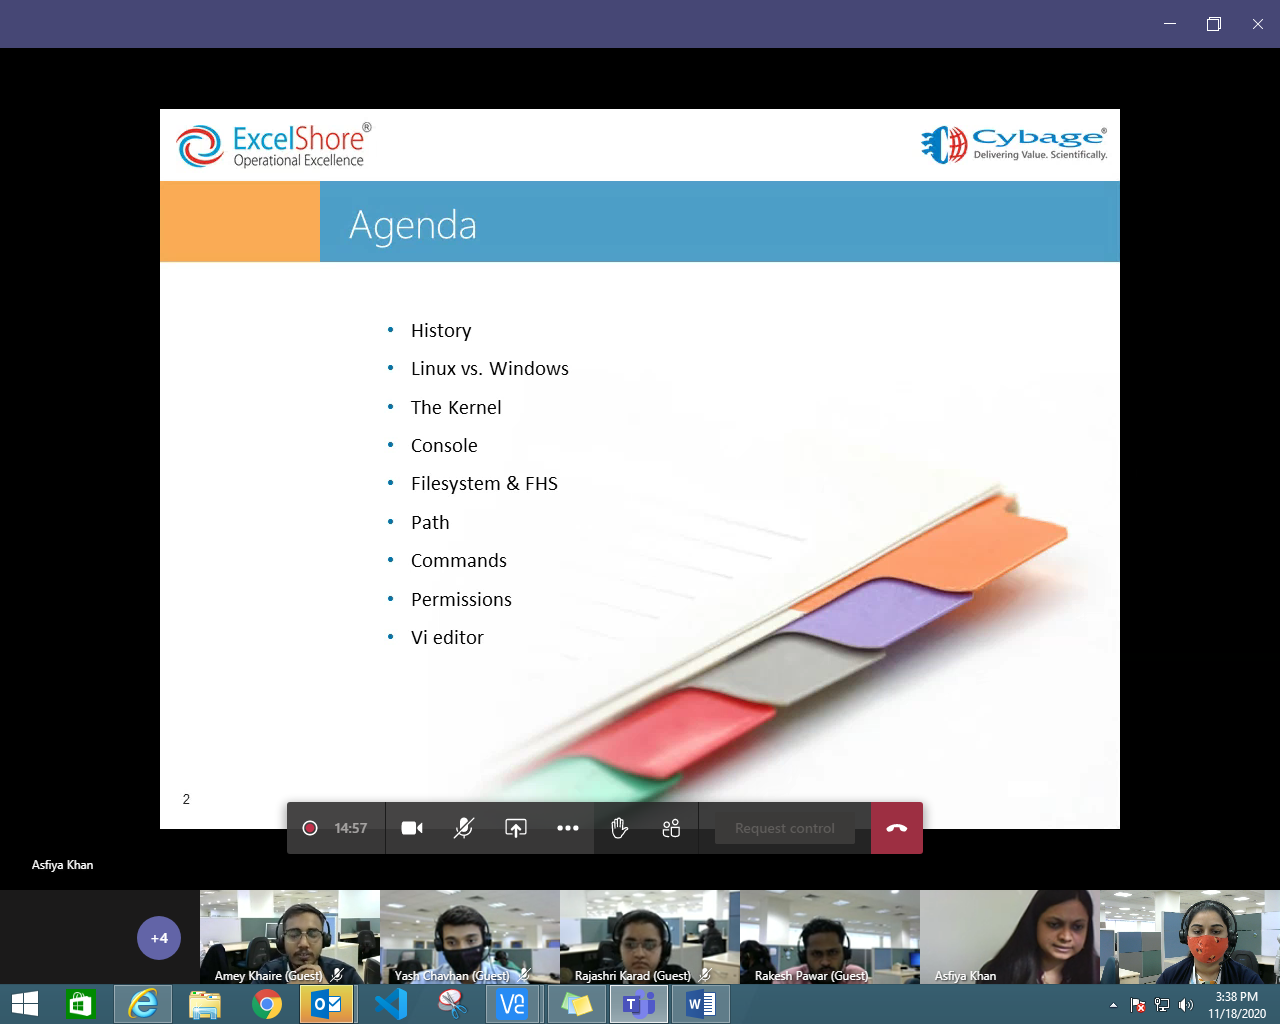 ExcelShore®
Operational Excellence
Cybage®
Delivering Value. Scientifically.
Agenda
• History
• Linux vs. Windows
• The Kernel
• Console
• Filesystem & FHS
• Path
• Commands
• Permissions
• Vi editor
2
14:57
Request control
Asfiya Khan
+4
Amey Khaire (Guest)
Yash Chavhan (Guest)
Rajashri Karad (Guest)
Rakesh Pawar (Guest)
Asfiya Khan
3:38 PM
11/18/2020